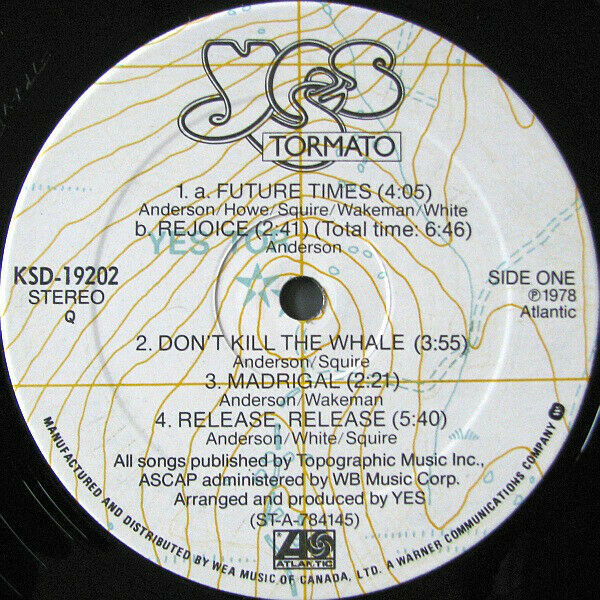 YES
TORMATO
1. a. FUTURE TIMES (4:05)
Anderson/Howe/Squire/Wakeman/White
b. REJOICE (2:41) (Total time: 6:46)
Anderson
YES TOR
KSD-19202
STEREO
Q
SIDE ONE
℗1978
Atlantic
2. DON'T KILL THE WHALE (3:55)
Anderson/Squire
3. MADRIGAL (2:21)
Anderson/Wakeman
4. RELEASE, RELEASE (5:40)
Anderson/White/Squire
All songs published by Topographic Music Inc.,
ASCAP administered by WB Music Corp.
Arranged and produced by YES
(ST-A-784145)
ATLANTIC
MANUFACTURED AND DISTRIBUTED BY WEA MUSIC OF CANADA, LTD. A WARNER COMMUNICATIONS COMPANY